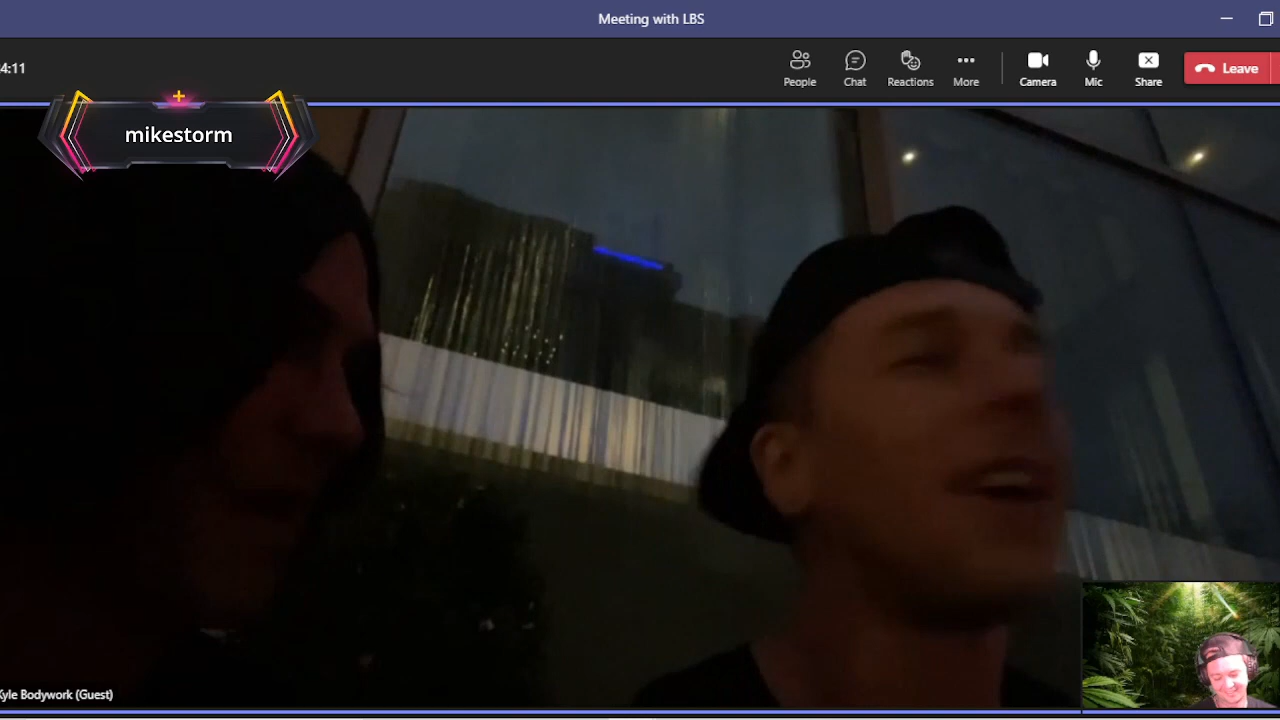 Meeting with LBS
4:11
People
Chat
Reactions
More
Camera
Mic
Share
Leave
mikestorm
Kyle Bodywork (Guest)